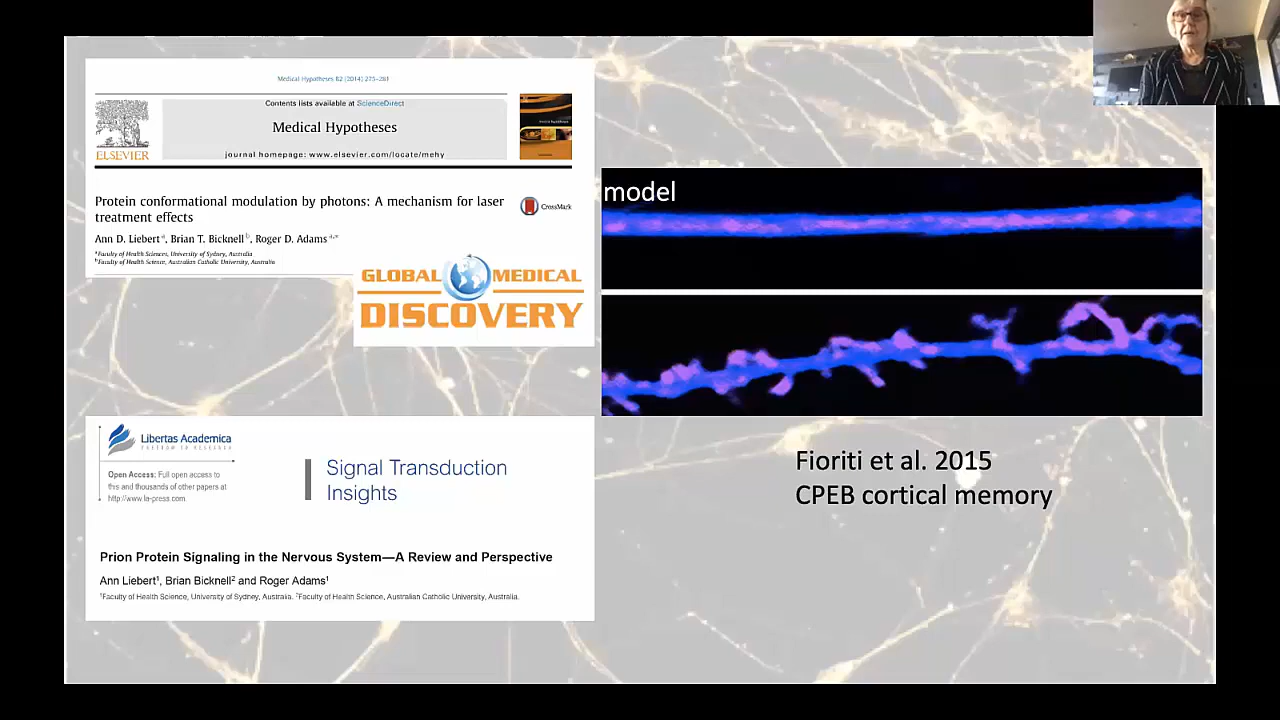 Medical Hypotheses 82 (2014) 275–281
Contents lists available at ScienceDirect
Medical Hypotheses
journal homepage: www.elsevier.com/locate/mehy
ELSEVIER
Protein conformational modulation by photons: A mechanism for laser
treatment effects
CrossMark
Ann D. Liebert a, Brian T. Bicknell b, Roger D. Adams a,*
a Faculty of Health Sciences, University of Sydney, Australia
b Faculty of Health Science, Australian Catholic University, Australia
GLOBAL MEDICAL
DISCOVERY
model
Libertas Academica
FREEDOM TO RESEARCH
Open Access: Full open access to
this and thousands of other papers at
http://www.la-press.com.
Signal Transduction
Insights
Prion Protein Signaling in the Nervous System—A Review and Perspective
Ann Liebert1, Brian Bicknell2 and Roger Adams1
1Faculty of Health Science, University of Sydney, Australia. 2Faculty of Health Science, Australian Catholic University, Australia.
Fioriti et al. 2015
CPEB cortical memory